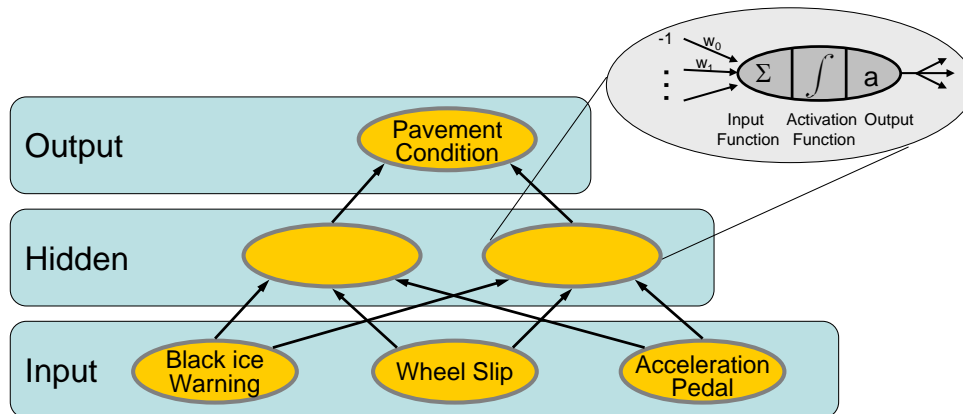 -1
w0
w1
⋮
Σ
∫
a
Input
Function
Activation
Function
Output
Output
Pavement
Condition
Hidden
Input
Black ice
Warning
Wheel Slip
Acceleration
Pedal